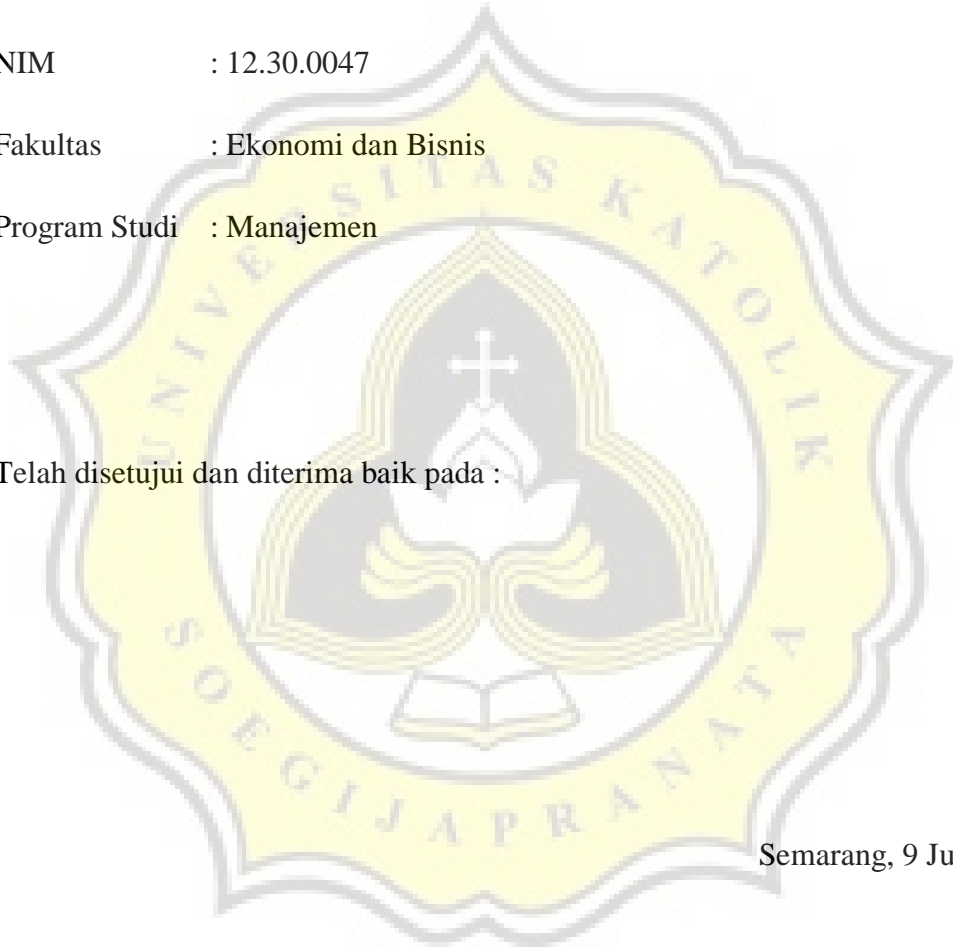 NIM : 12.30.0047
Fakultas : Ekonomi dan Bisnis
Program Studi : Manajemen
UNIVERSITAS KATOLIK
Telah disetujui dan diterima baik pada :
SOEGIJAPRANATA
Semarang, 9 Ju